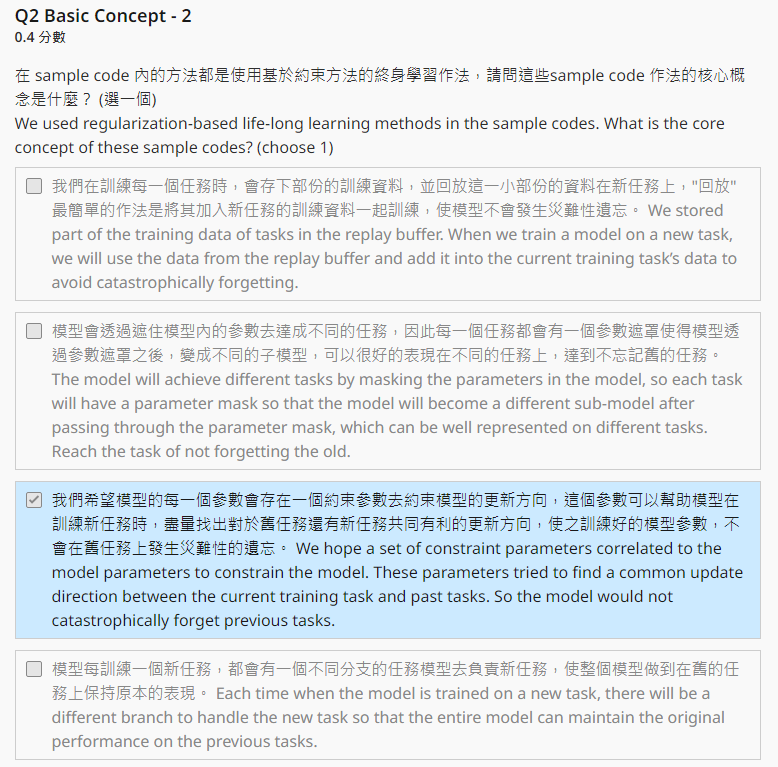 Q2 Basic Concept - 2
0.4 分數
在 sample code 內的方法都是使用基於約束方法的終身學習作法，請問這些sample code 作法的核心概
念是什麼？ (選一個)
We used regularization-based life-long learning methods in the sample codes. What is the core
concept of these sample codes? (choose 1)
我們在訓練每一個任務時，會存下部份的訓練資料，並回放這一小部份的資料在新任務上，"回放"
最簡單的作法是將其加入新任務的訓練資料一起訓練，使模型不會發生災難性遺忘。 We stored
part of the training data of tasks in the replay buffer. When we train a model on a new task,
we will use the data from the replay buffer and add it into the current training task’s data to
avoid catastrophically forgetting.
模型會透過遮住模型內的參數去達成不同的任務，因此每一個任務都會有一個參數遮罩使得模型透
過參數遮罩之後，變成不同的子模型，可以很好的表現在不同的任務上，達到不忘記舊的任務。
The model will achieve different tasks by masking the parameters in the model, so each task
will have a parameter mask so that the model will become a different sub-model after
passing through the parameter mask, which can be well represented on different tasks.
Reach the task of not forgetting the old.
我們希望模型的每一個參數會存在一個約束參數去約束模型的更新方向，這個參數可以幫助模型在
訓練新任務時，盡量找出對於舊任務還有新任務共同有利的更新方向，使之訓練好的模型參數，不
會在舊任務上發生災難性的遺忘。 We hope a set of constraint parameters correlated to the
model parameters to constrain the model. These parameters tried to find a common update
direction between the current training task and past tasks. So the model would not
catastrophically forget previous tasks.
模型每訓練一個新任務，都會有一個不同分支的任務模型去負責新任務，使整個模型做到在舊的任
務上保持原本的表現。 Each time when the model is trained on a new task, there will be a
different branch to handle the new task so that the entire model can maintain the original
performance on the previous tasks.